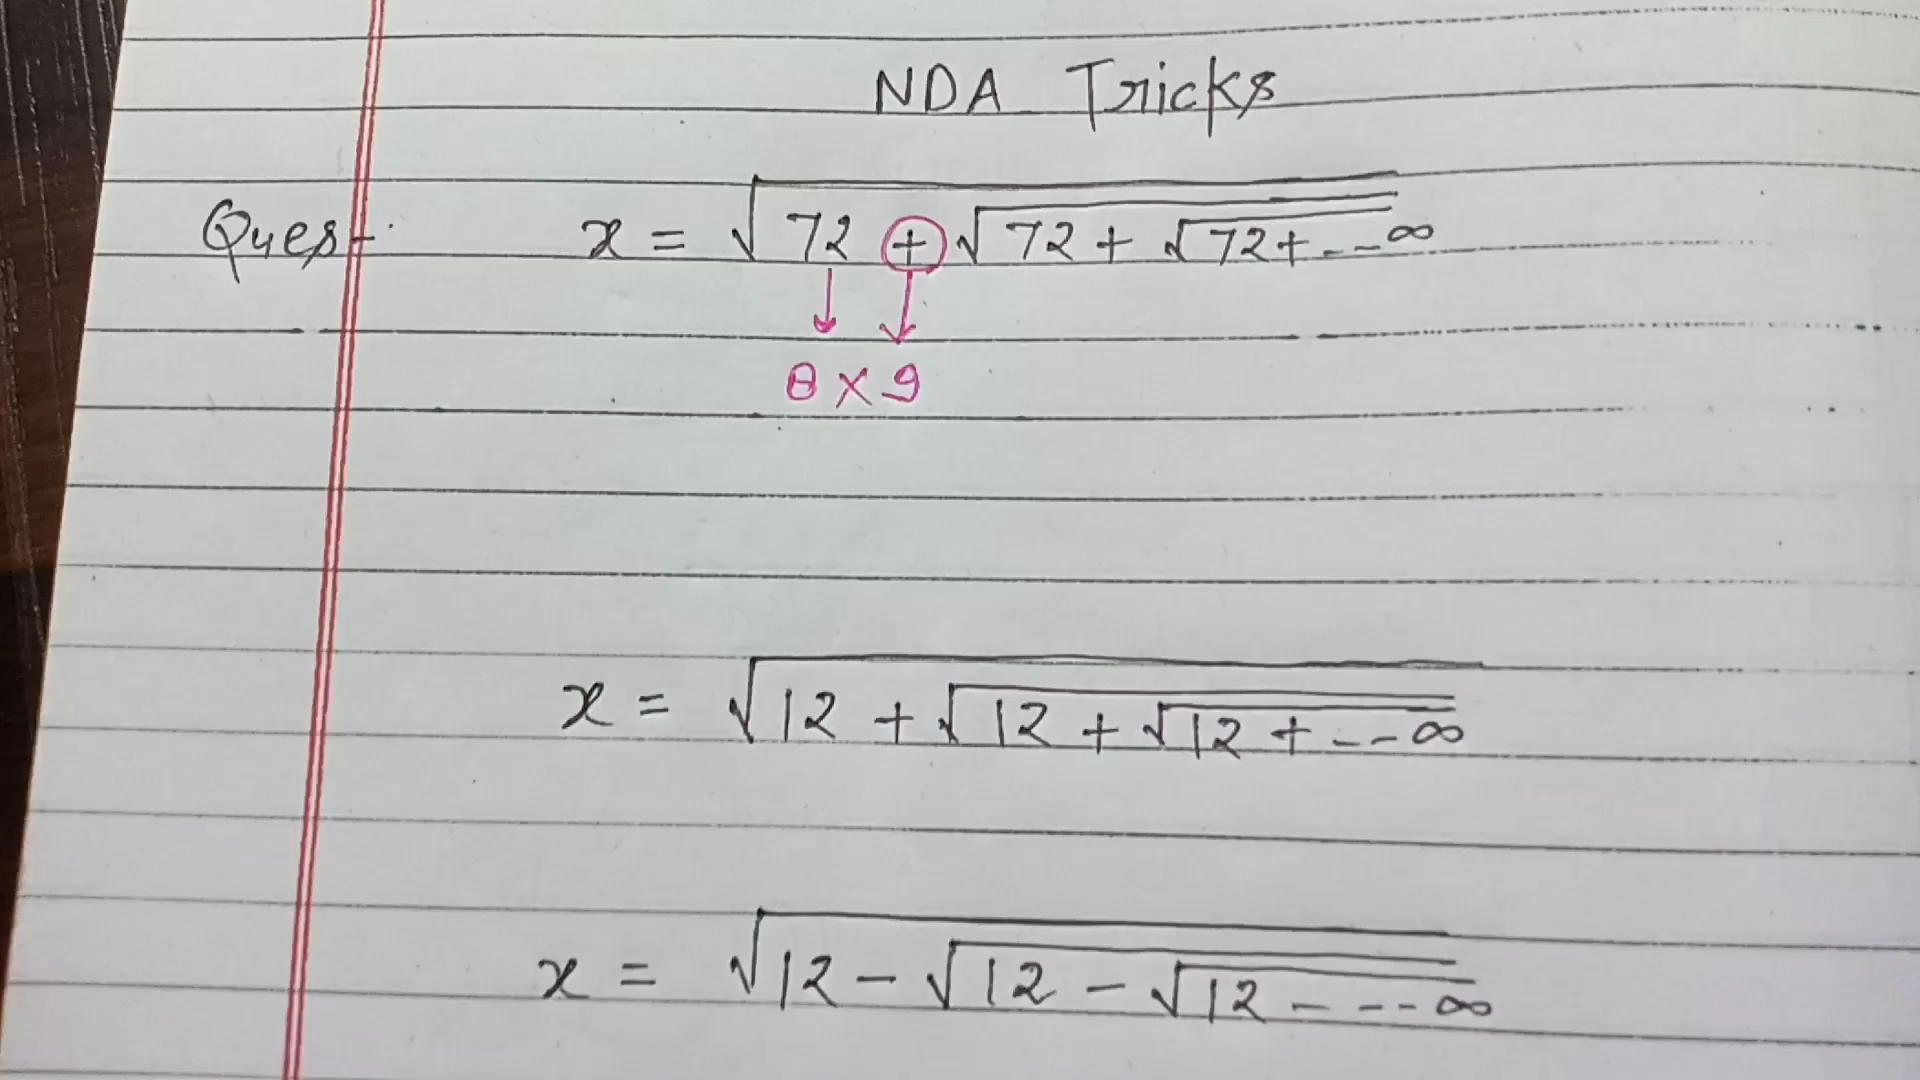 NDA Tricks
Ques- x = √72 + √72 + √72 + --- ∞
8 × 9
x = √12 + √12 + √12 + --- ∞
x = √12 - √12 - √12 - --- ∞